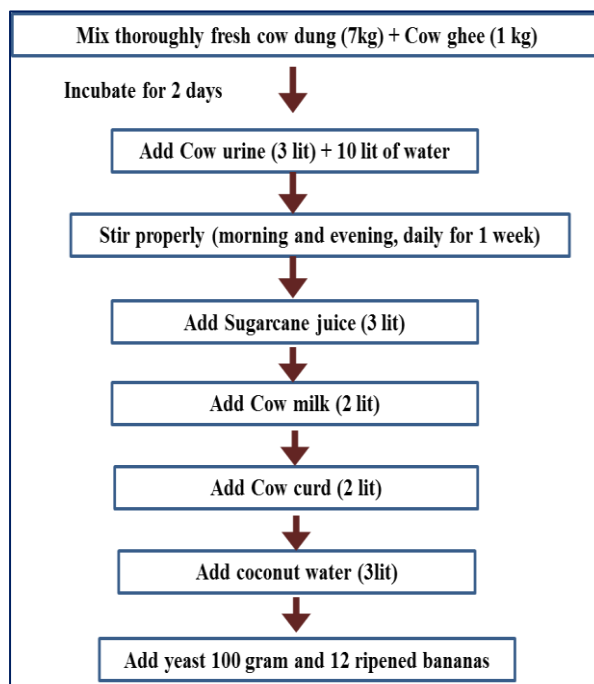 Mix thoroughly fresh cow dung (7kg) + Cow ghee (1 kg)
Incubate for 2 days
Add Cow urine (3 lit) + 10 lit of water
Stir properly (morning and evening, daily for 1 week)
Add Sugarcane juice (3 lit)
Add Cow milk (2 lit)
Add Cow curd (2 lit)
Add coconut water (3lit)
Add yeast 100 gram and 12 ripened bananas